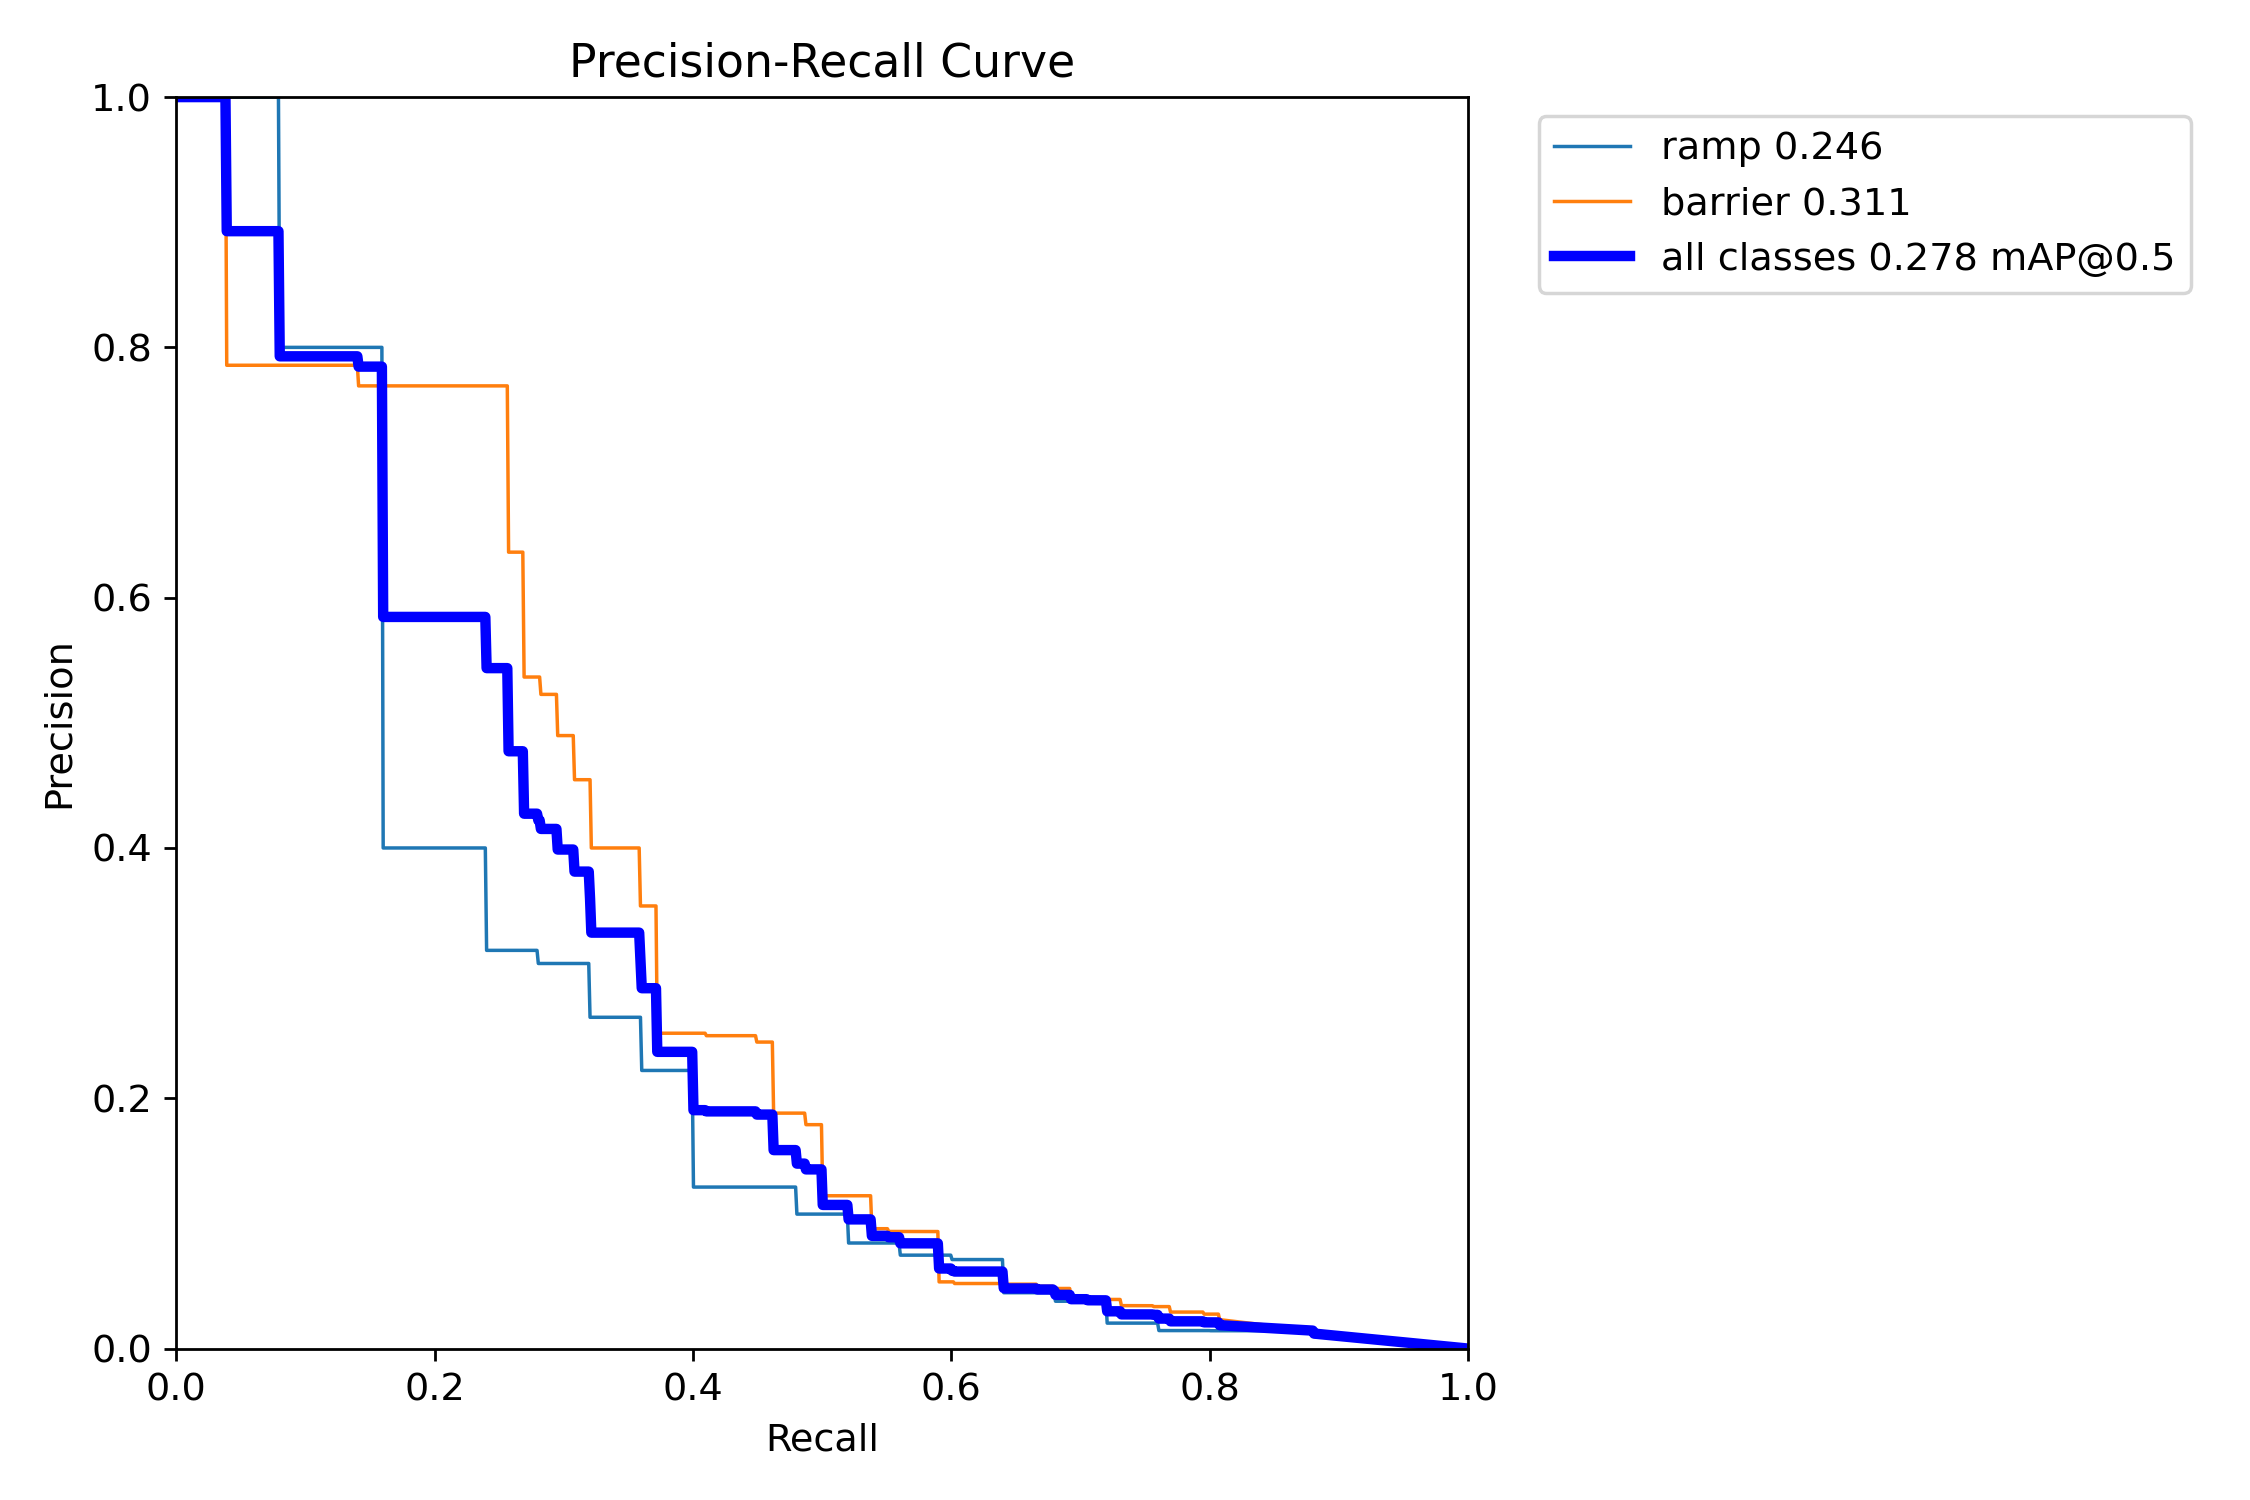 Precision-Recall Curve
1.0
0.8
0.6
0.4
0.2
0.0
Precision
0.0 0.2 0.4 0.6 0.8 1.0
Recall
ramp 0.246
barrier 0.311
all classes 0.278 mAP@0.5